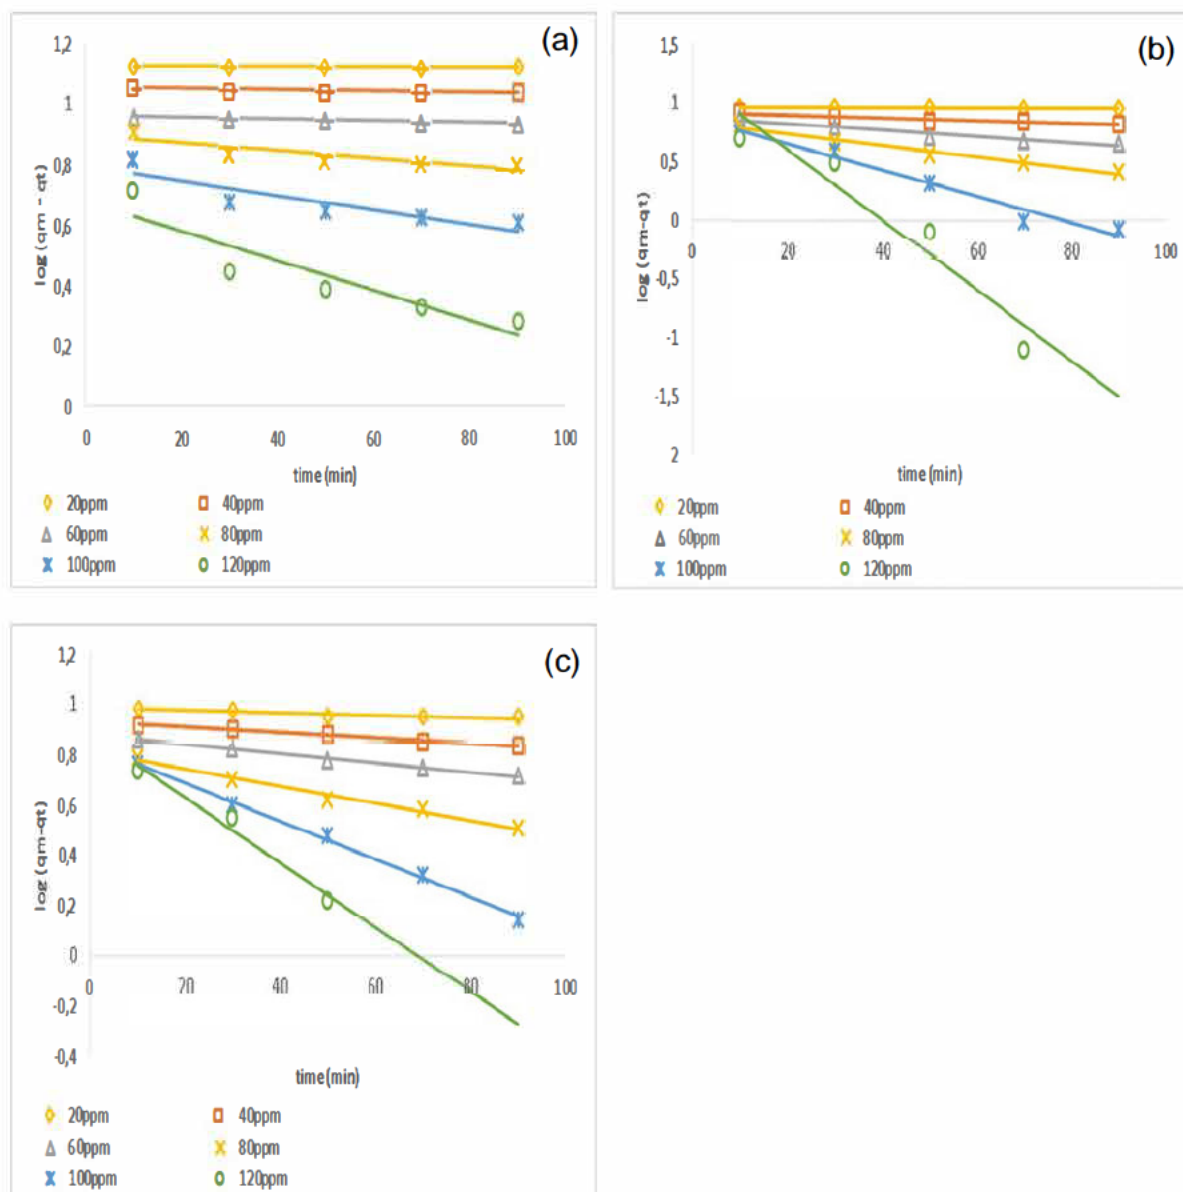 (a)
1,2
1
0,8
0,6
0,4
0,2
0
log (qm - qt)
0 20 40 60 80 100
time (min)
20ppm 40ppm
60ppm 80ppm
100ppm 120ppm
(b)
1,5
1
0,5
0
-0,5
-1
-1,5
2
log (qm-qt)
0 20 40 60 80 100
time (min)
20ppm 40ppm
60ppm 80ppm
100ppm 120ppm
(c)
1,2
1
0,8
0,6
0,4
0,2
0
-0,2
-0,4
log (qm-qt)
0 20 40 60 80 100
time (min)
20ppm 40ppm
60ppm 80ppm
100ppm 120ppm